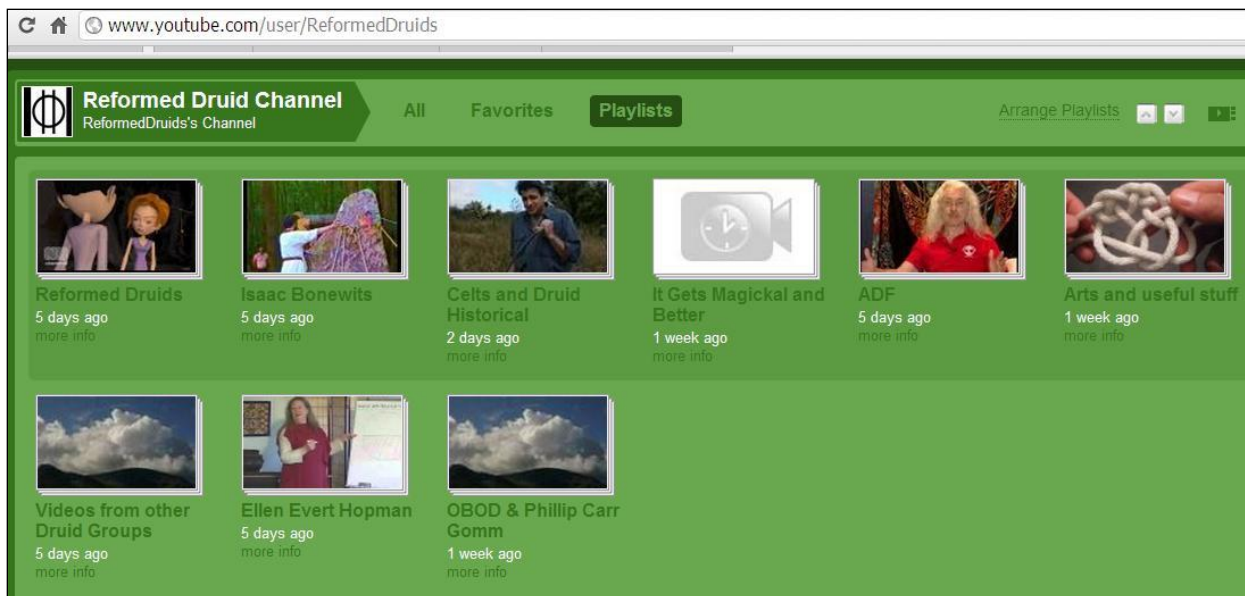 www.youtube.com/user/ReformedDruids
Reformed Druid Channel
ReformedDruids's Channel
All
Favorites
Playlists
Arrange Playlists
Reformed Druids
5 days ago
more info
Isaac Bonewits
5 days ago
more info
Celts and Druid
Historical
2 days ago
more info
It Gets Magickal and
Better
1 week ago
more info
ADF
5 days ago
more info
Arts and useful stuff
1 week ago
more info
Videos from other
Druid Groups
5 days ago
more info
Ellen Evert Hopman
5 days ago
more info
OBOD & Phillip Carr
Gomm
1 week ago
more info